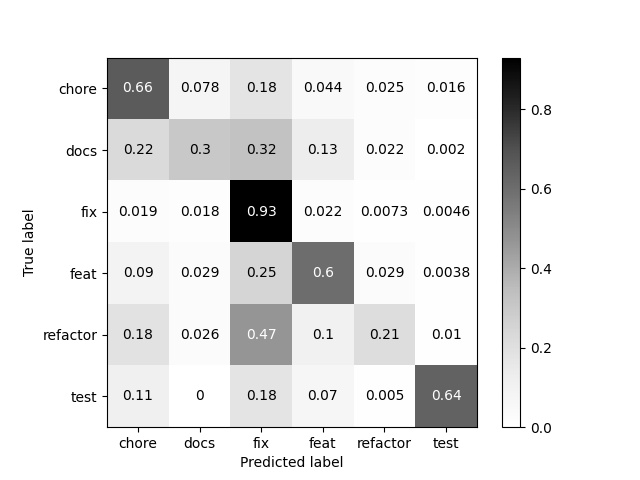 chore 0.66 0.078 0.18 0.044 0.025 0.016
0.8
docs 0.22 0.3 0.32 0.13 0.022 0.002
0.6
fix 0.019 0.018 0.93 0.022 0.0073 0.0046
True label
feat 0.09 0.029 0.25 0.6 0.029 0.0038
0.4
refactor 0.18 0.026 0.47 0.1 0.21 0.01
0.2
test 0.11 0 0.18 0.07 0.005 0.64
0.0
chore docs fix feat refactor test
Predicted label